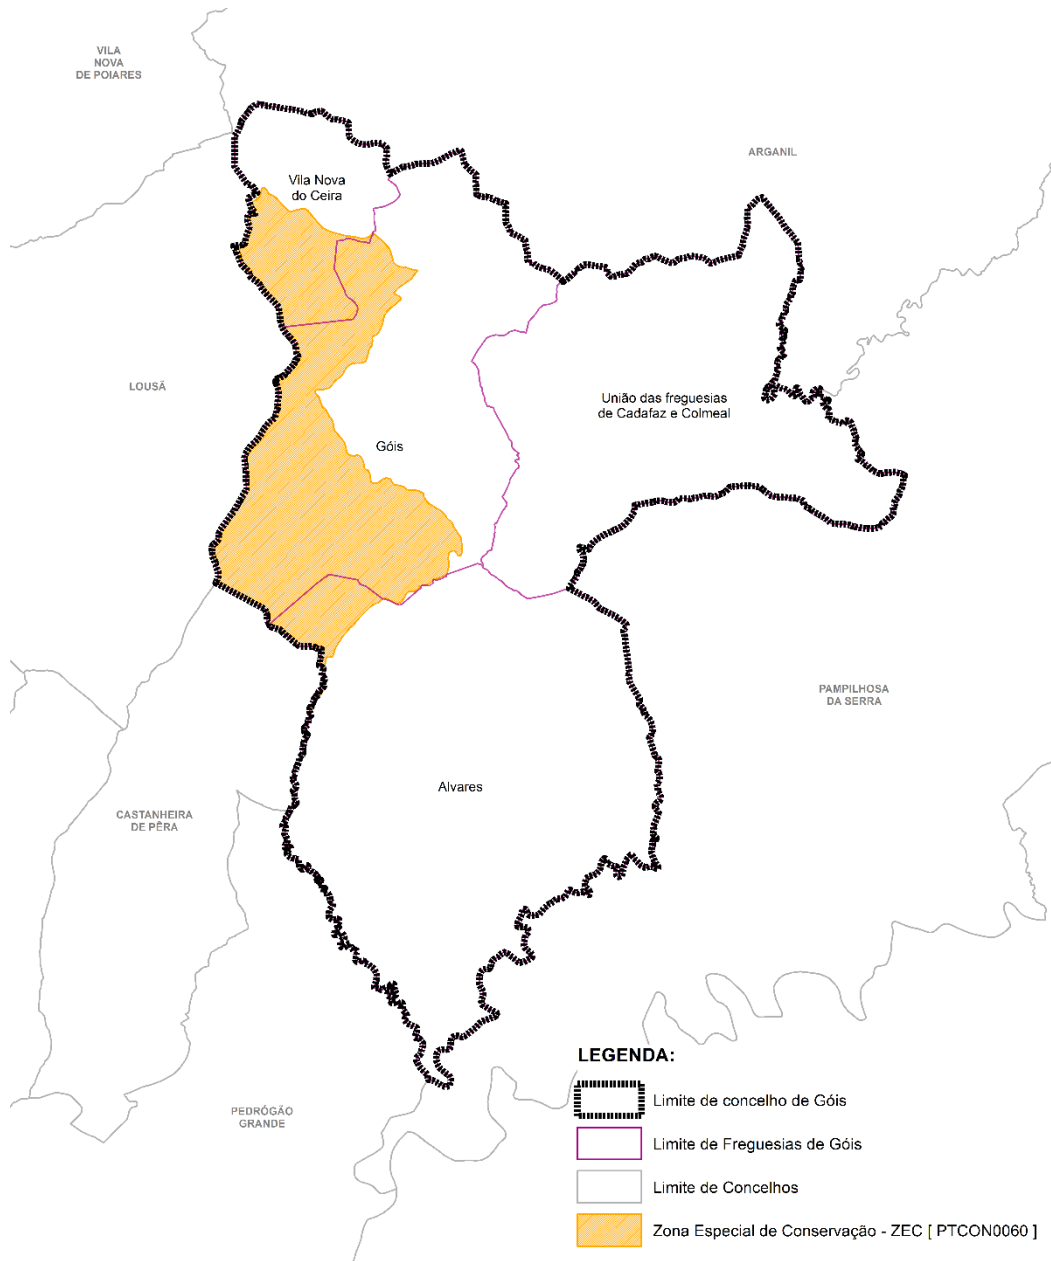 VILA
NOVA
DE POIARES
ARGANIL
Vila Nova
do Ceira
LOUSÃ
União das freguesias
de Cadafaz e Colmeal
Góis
PAMPILHOSA
DA SERRA
Alvares
CASTANHEIRA
DE PÊRA
PEDRÓGÃO
GRANDE
LEGENDA:
Limite de concelho de Góis
Limite de Freguesias de Góis
Limite de Concelhos
Zona Especial de Conservação - ZEC [ PTCON0060 ]